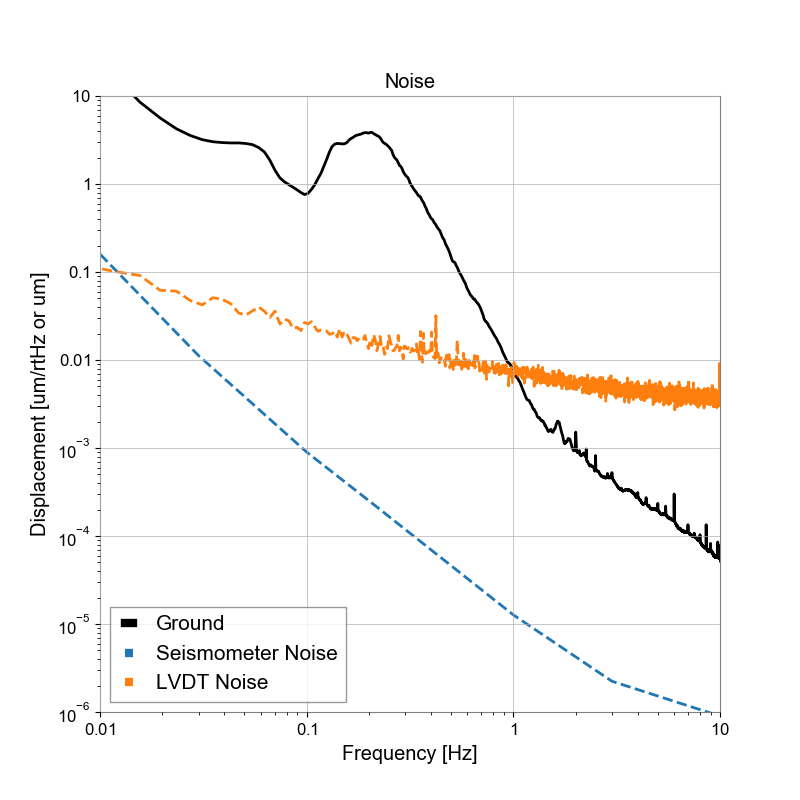 Noise
10
1
0.1
0.01
10⁻³
10⁻⁴
10⁻⁵
10⁻⁶
Displacement [um/rtHz or um]
Ground
Seismometer Noise
LVDT Noise
0.01 0.1 1 10
Frequency [Hz]